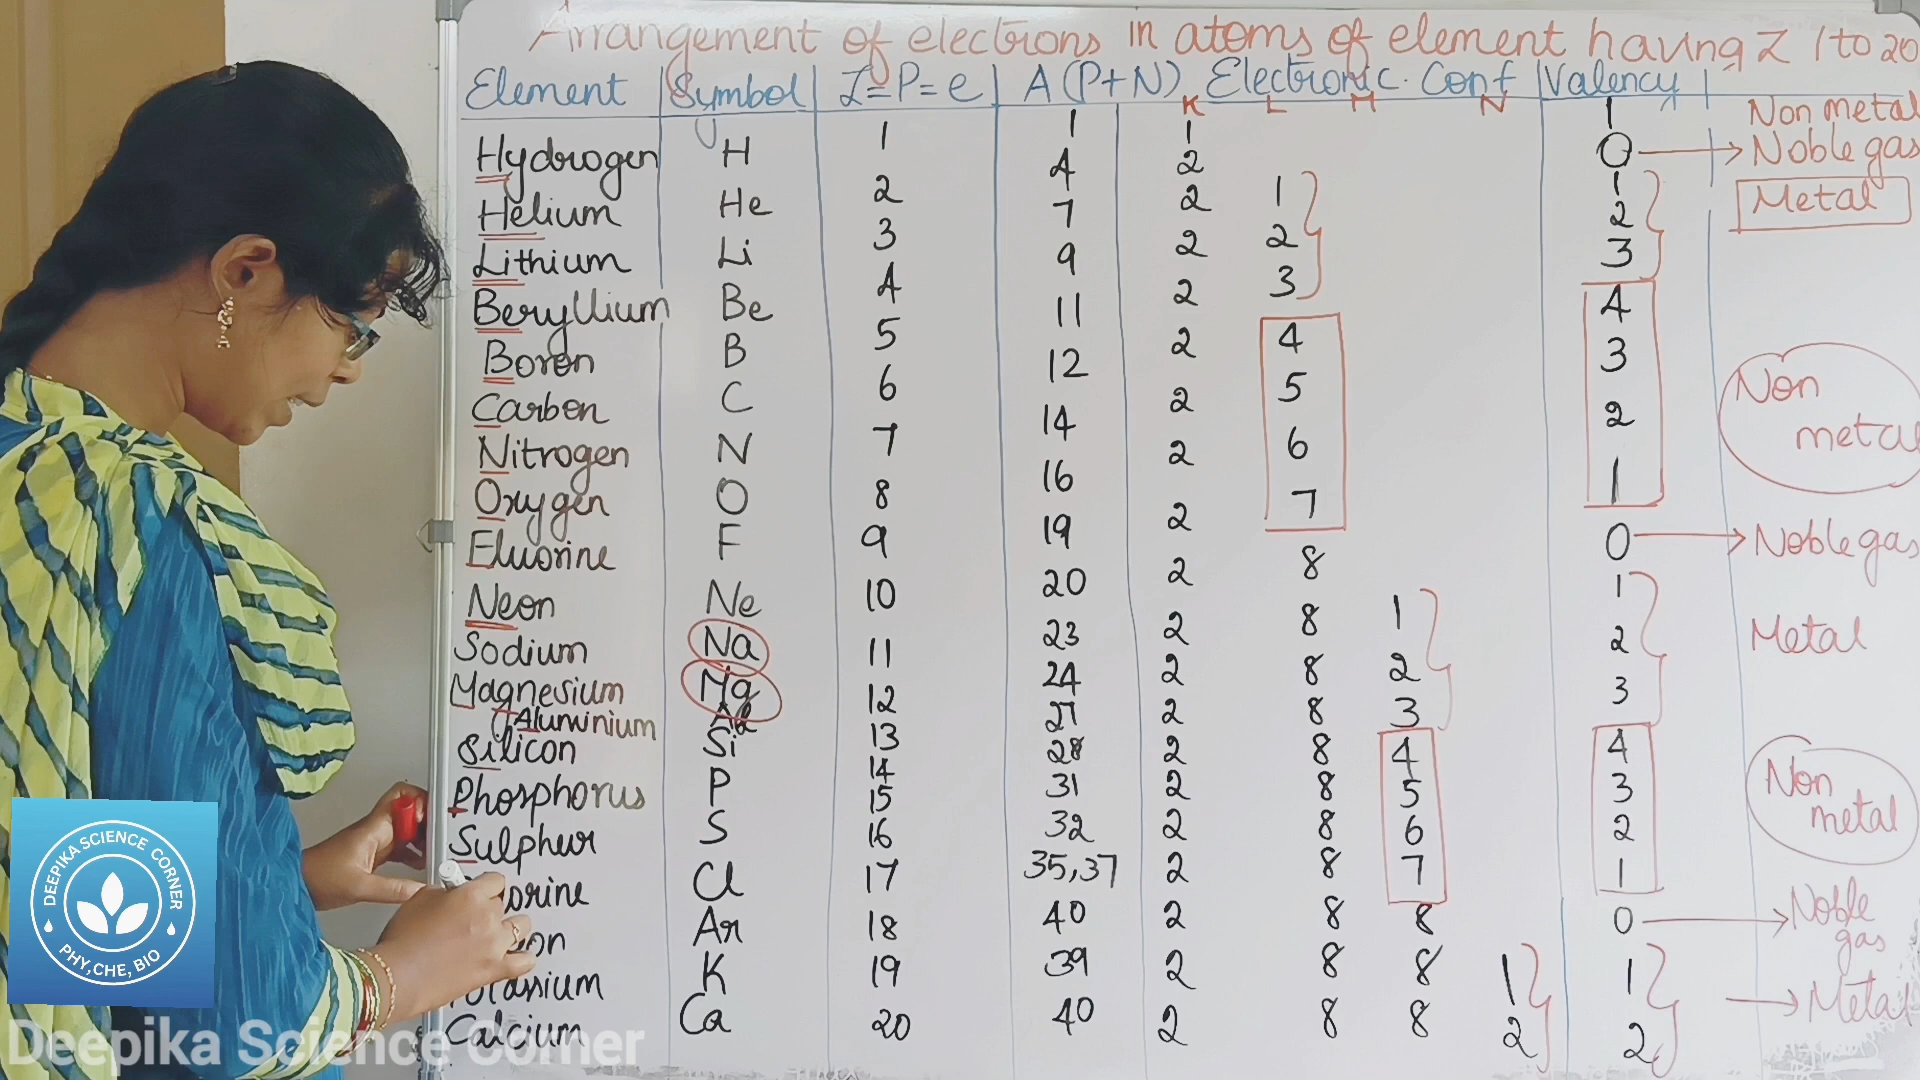 Arrangement of electrons in atoms of element having Z 1 to 20
Element Symbol Z=P=e A (P+N) Electronic. Conf Valency
K L M N
Hydrogen H 1 1 1 1 Non metal
Helium He 2 4 2 0 → Noble gas
Lithium Li 3 7 2 1 1 Metal
Beryllium Be 4 9 2 2 2
Boron B 5 11 2 3 3
Carbon C 6 12 2 4 4
Nitrogen N 7 14 2 5 3 Non metal
Oxygen O 8 16 2 6 2
Fluorine F 9 19 2 7 1
Neon Ne 10 20 2 8 0 → Noble gas
Sodium Na 11 23 2 8 1 1
Magnesium Mg 12 24 2 8 2 2 Metal
Aluminium Al 13 27 2 8 3 3
Silicon Si 14 28 2 8 4 4
Phosphorus P 15 31 2 8 5 3 Non metal
Sulphur S 16 32 2 8 6 2
orine Cl 17 35,37 2 8 7 1
on Ar 18 40 2 8 8 0 → Noble gas
otassium K 19 39 2 8 8 1 1
Calcium Ca 20 40 2 8 8 2 2 → Metal
DEEPIKA SCIENCE CORNER
PHY,CHE, BIO
Deepika Science Corner